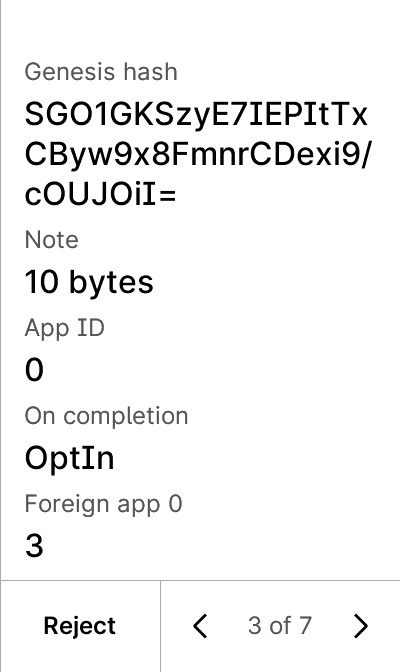 Genesis hash
SGO1GKSzyE7IEPItTx
CByw9x8FmnrCDexi9/
cOUJOiI=
Note
10 bytes
App ID
0
On completion
OptIn
Foreign app 0
3
Reject
3 of 7